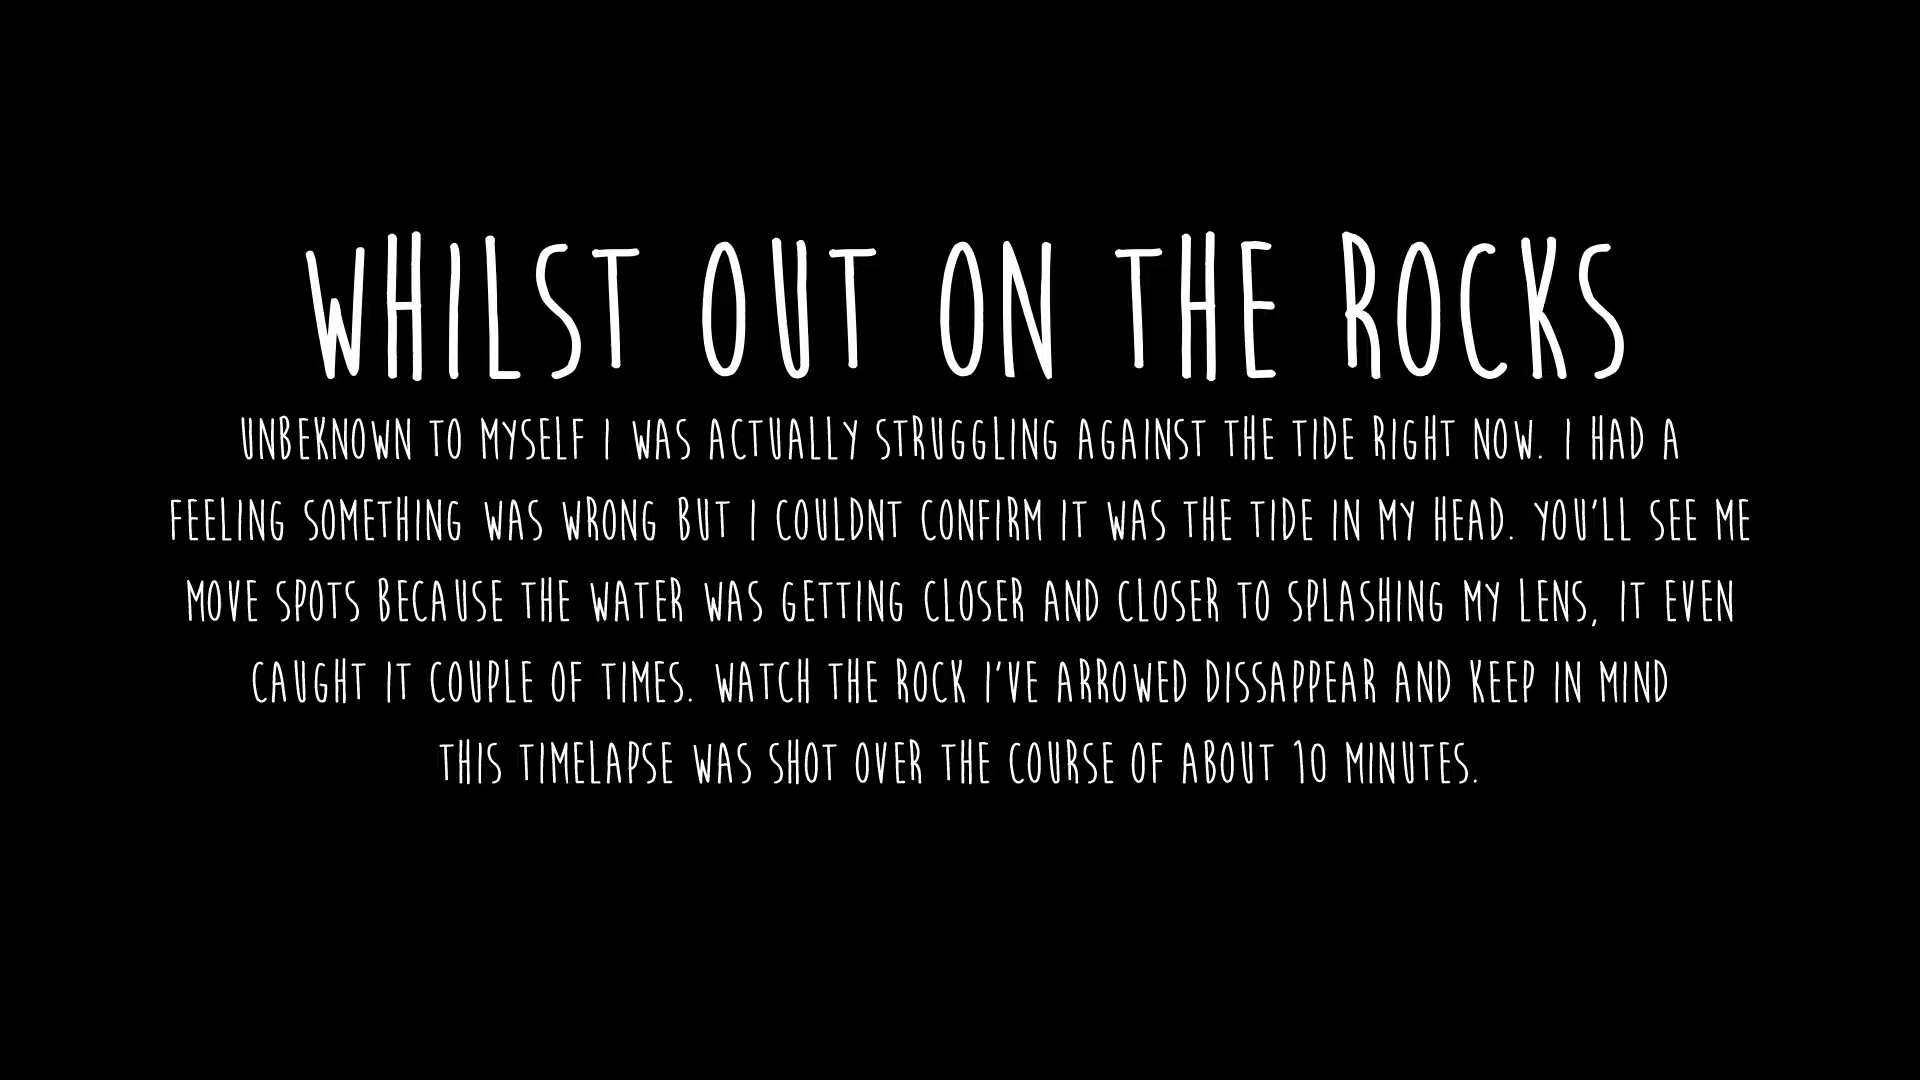 WHILST OUT ON THE ROCKS
UNBEKNOWN TO MYSELF I WAS ACTUALLY STRUGGLING AGAINST THE TIDE RIGHT NOW. I HAD A
FEELING SOMETHING WAS WRONG BUT I COULDNT CONFIRM IT WAS THE TIDE IN MY HEAD. YOU'LL SEE ME
MOVE SPOTS BECAUSE THE WATER WAS GETTING CLOSER AND CLOSER TO SPLASHING MY LENS, IT EVEN
CAUGHT IT COUPLE OF TIMES. WATCH THE ROCK I'VE ARROWED DISSAPPEAR AND KEEP IN MIND
THIS TIMELAPSE WAS SHOT OVER THE COURSE OF ABOUT 10 MINUTES.